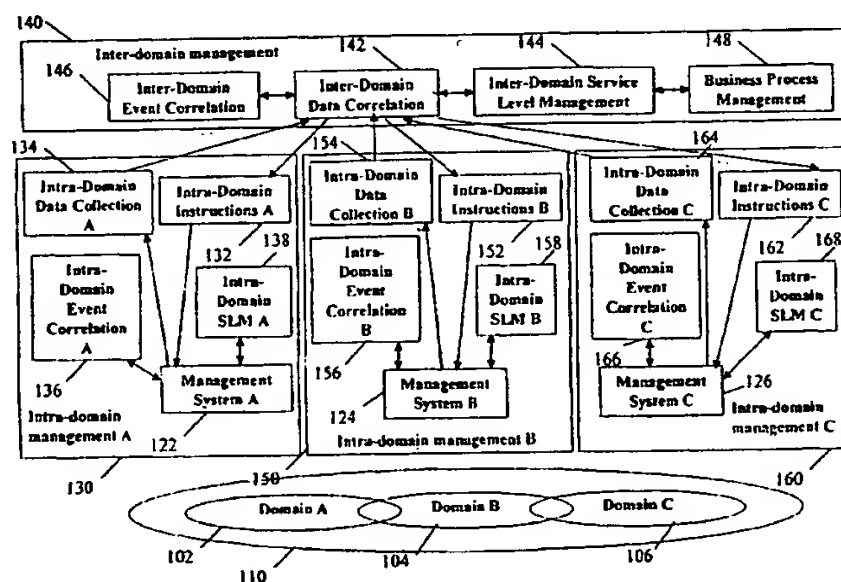 140
Inter-domain management
142
144
148
146
Inter-Domain
Event Correlation
Inter-Domain
Data Correlation
Inter-Domain Service
Level Management
Business Process
Management
134
Intra-Domain
Data Collection
A
Intra-Domain
Instructions A
132
138
Intra-
Domain
Event
Correlation
A
Intra-
Domain
SLM A
136
Management
System A
Intra-domain
management A
122
130
154
Intra-Domain
Data
Collection B
Intra-Domain
Instructions B
152
158
Intra-
Domain
Event
Correlation
B
Intra-
Domain
SLM B
156
124
Management
System B
Intra-domain management B
150
164
Intra-Domain
Data
Collection C
Intra-Domain
Instructions C
162
168
Intra-
Domain
Event
Correlation
C
Intra-
Domain
SLM C
166
Management
System C
126
Intra-domain
management C
160
Domain A
Domain B
Domain C
102
104
106
110